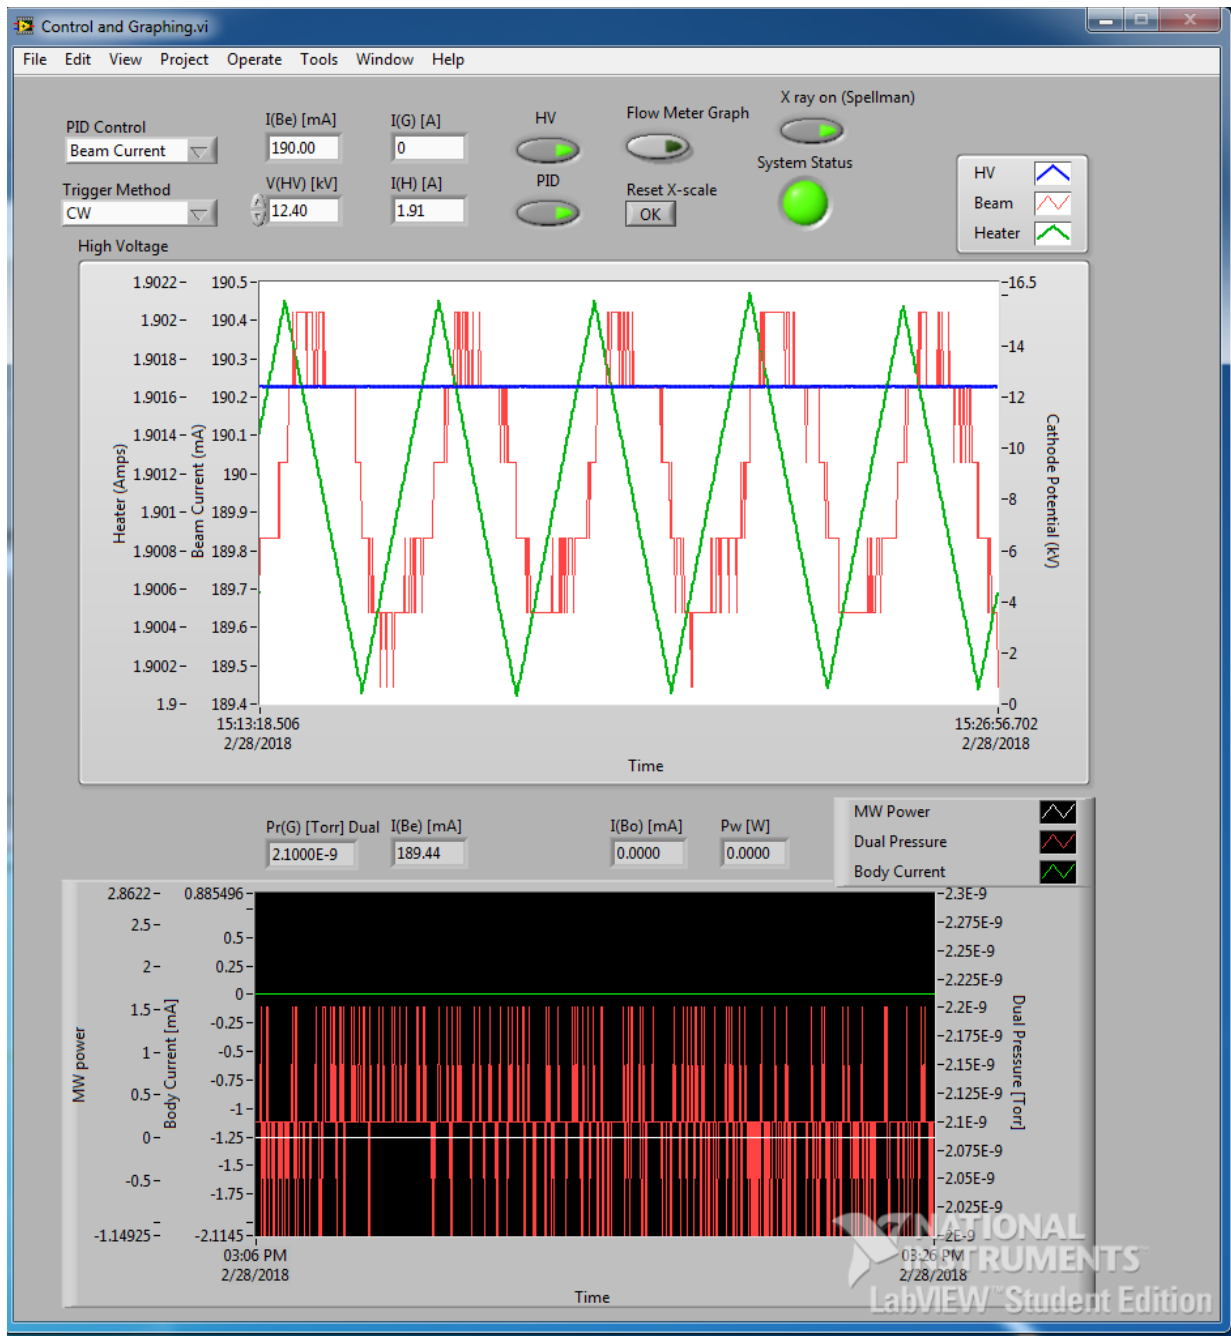 Control and Graphing.vi
File Edit View Project Operate Tools Window Help
X ray on (Spellman)
PID Control
I(Be) [mA]
I(G) [A]
HV
Flow Meter Graph
Beam Current
190.00
0
System Status
Trigger Method
V(HV) [kV]
I(H) [A]
PID
Reset X-scale
CW
12.40
1.91
OK
HV
Beam
Heater
High Voltage
1.9022
1.902
1.9018
1.9016
1.9014
1.9012
1.901
1.9008
1.9006
1.9004
1.9002
1.9
Heater (Amps)
190.5
190.4
190.3
190.2
190.1
190
189.9
189.8
189.7
189.6
189.5
189.4
Beam Current (mA)
16.5
14
12
10
8
6
4
2
0
Cathode Potential (kV)
15:13:18.506
2/28/2018
15:26:56.702
2/28/2018
Time
MW Power
Dual Pressure
Body Current
Pr(G) [Torr] Dual
I(Be) [mA]
I(Bo) [mA]
Pw [W]
2.1000E-9
189.44
0.0000
0.0000
2.8622
2.5
2
1.5
1
0.5
0
-0.5
-1.14925
MW power
0.885496
0.5
0.25
0
-0.25
-0.5
-0.75
-1
-1.25
-1.5
-1.75
-2.1145
Body Current [mA]
2.3E-9
2.275E-9
2.25E-9
2.225E-9
2.2E-9
2.175E-9
2.15E-9
2.125E-9
2.1E-9
2.075E-9
2.05E-9
2.025E-9
2E-9
Dual Pressure [Torr]
03:06 PM
2/28/2018
03:26 PM
2/28/2018
Time
NATIONAL
INSTRUMENTS
LabVIEW™ Student Edition